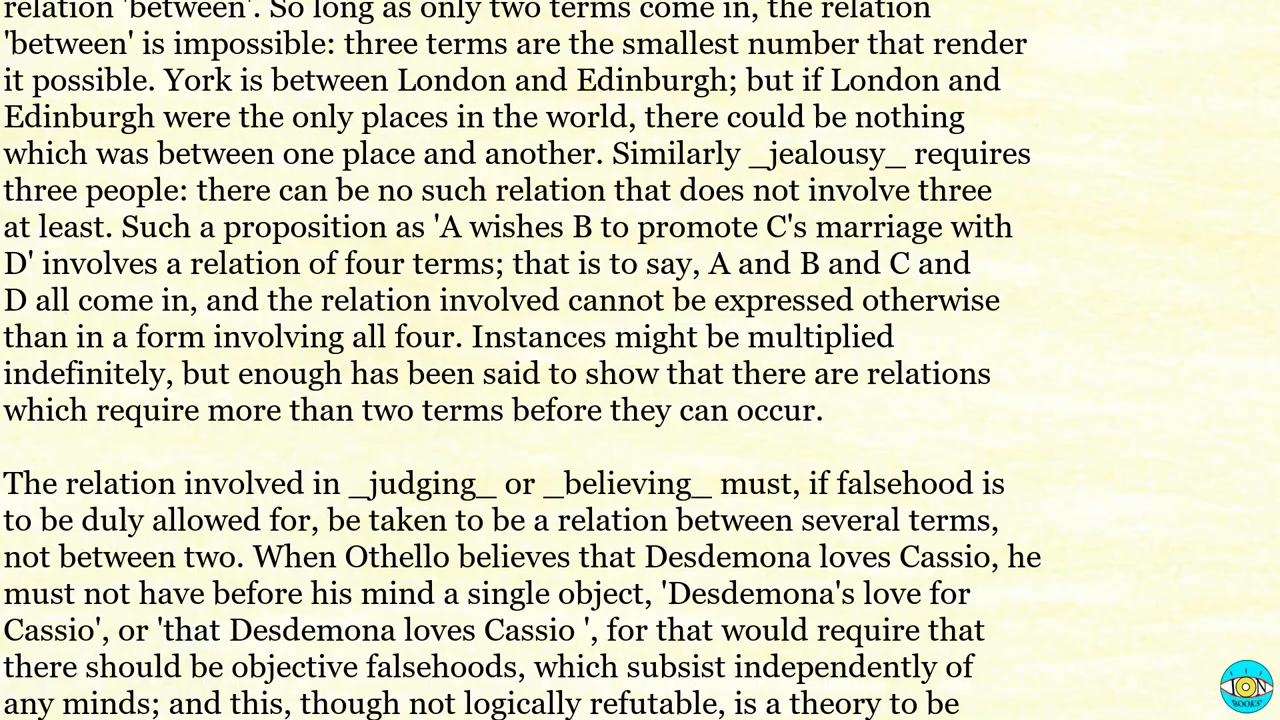 relation 'between'. So long as only two terms come in, the relation
'between' is impossible: three terms are the smallest number that render
it possible. York is between London and Edinburgh; but if London and
Edinburgh were the only places in the world, there could be nothing
which was between one place and another. Similarly _jealousy_ requires
three people: there can be no such relation that does not involve three
at least. Such a proposition as 'A wishes B to promote C's marriage with
D' involves a relation of four terms; that is to say, A and B and C and
D all come in, and the relation involved cannot be expressed otherwise
than in a form involving all four. Instances might be multiplied
indefinitely, but enough has been said to show that there are relations
which require more than two terms before they can occur.
The relation involved in _judging_ or _believing_ must, if falsehood is
to be duly allowed for, be taken to be a relation between several terms,
not between two. When Othello believes that Desdemona loves Cassio, he
must not have before his mind a single object, 'Desdemona's love for
Cassio', or 'that Desdemona loves Cassio ', for that would require that
there should be objective falsehoods, which subsist independently of
any minds; and this, though not logically refutable, is a theory to be
ION
BOOKS